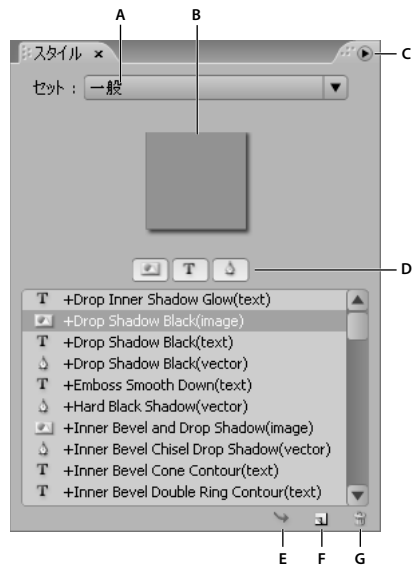 A
B
スタイル ×
C
セット : 一般
T
D
T +Drop Inner Shadow Glow(text)
+Drop Shadow Black(image)
T +Drop Shadow Black(text)
+Drop Shadow Black(vector)
T +Emboss Smooth Down(text)
+Hard Black Shadow(vector)
+Inner Bevel and Drop Shadow(image)
+Inner Bevel Chisel Drop Shadow(vector)
T +Inner Bevel Cone Contour(text)
T +Inner Bevel Double Ring Contour(text)
E
F
G